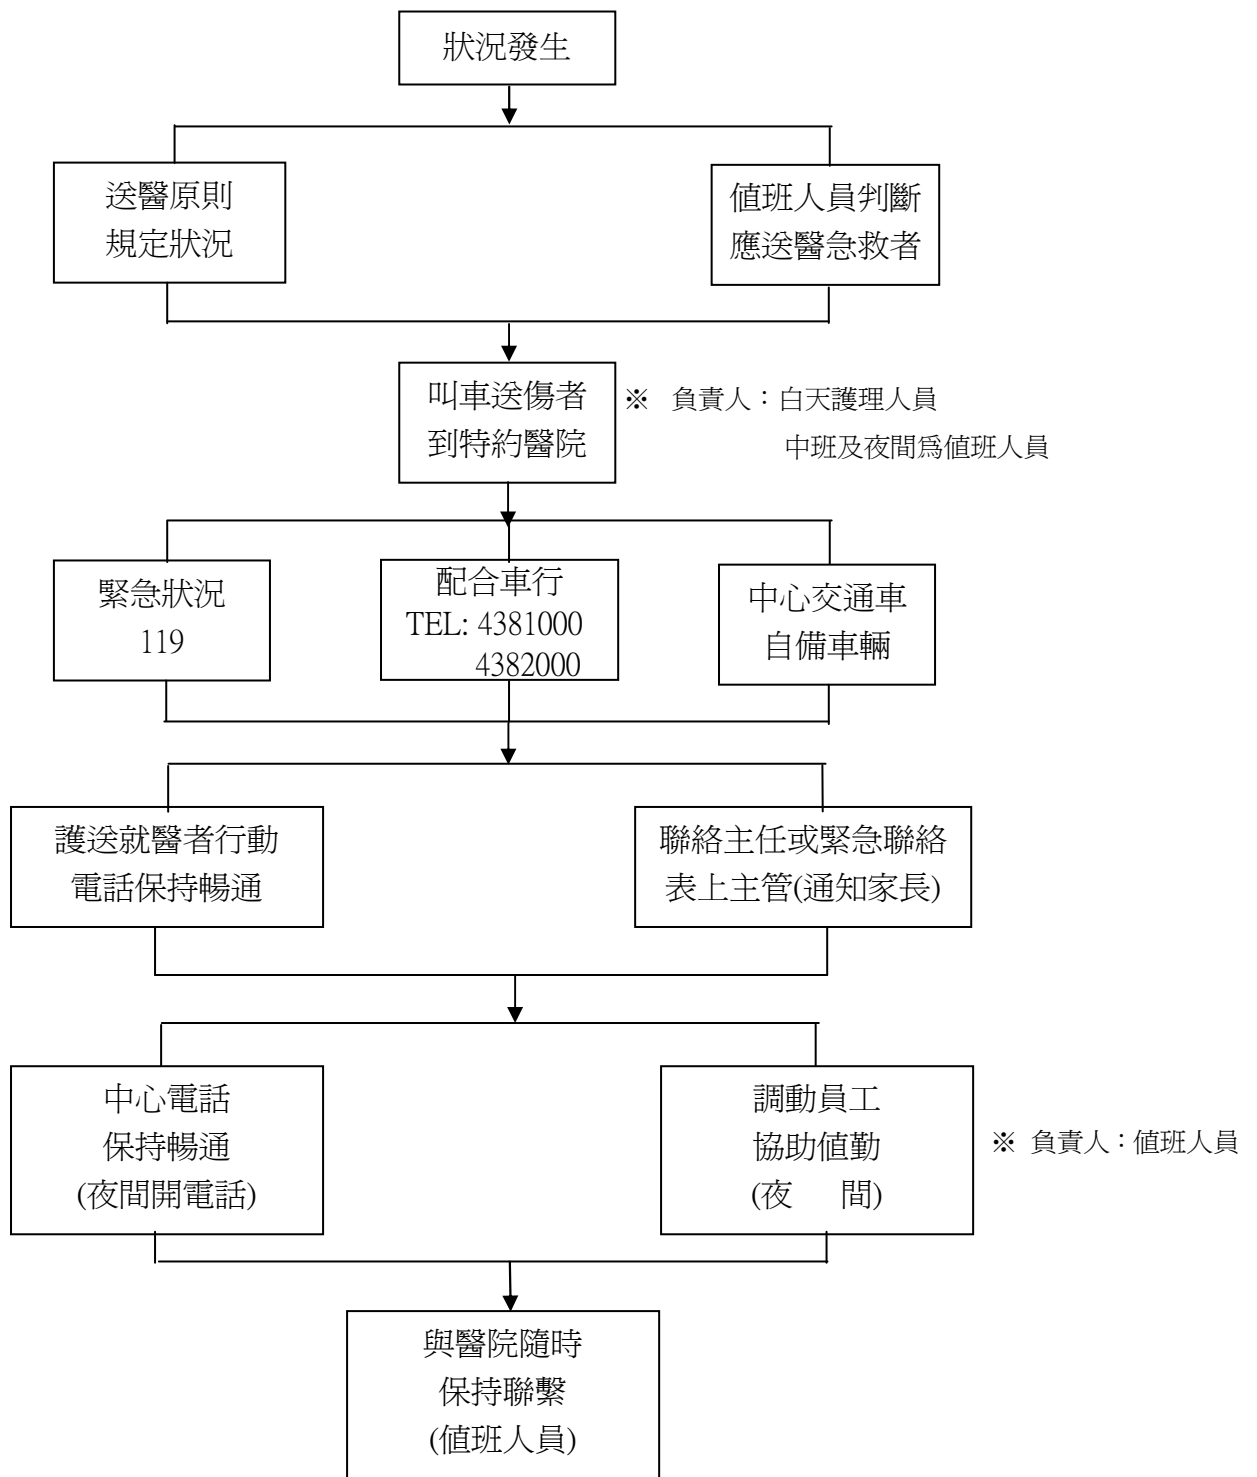 狀況發生
送醫原則
規定狀況
值班人員判斷
應送醫急救者
叫車送傷者
到特約醫院
※ 負責人：白天護理人員
中班及夜間爲值班人員
緊急狀況
119
配合車行
TEL: 4381000
4382000
中心交通車
自備車輛
護送就醫者行動
電話保持暢通
聯絡主任或緊急聯絡
表上主管(通知家長)
中心電話
保持暢通
(夜間開電話)
調動員工
協助值勤
(夜 間)
※ 負責人：值班人員
與醫院隨時
保持聯繫
(值班人員)